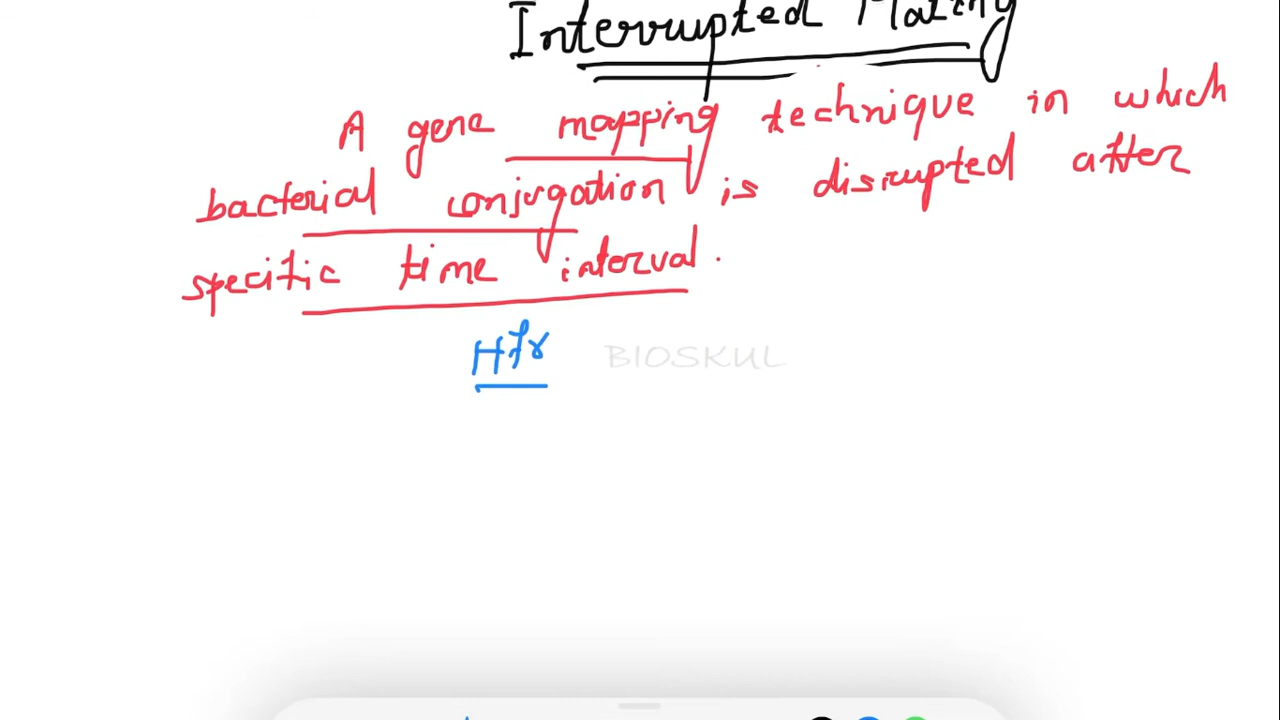 Interrupted Mating
A gene mapping technique in which
bacterial conjugation is disrupted after
specific time interval.
Hfr BIOSKUL